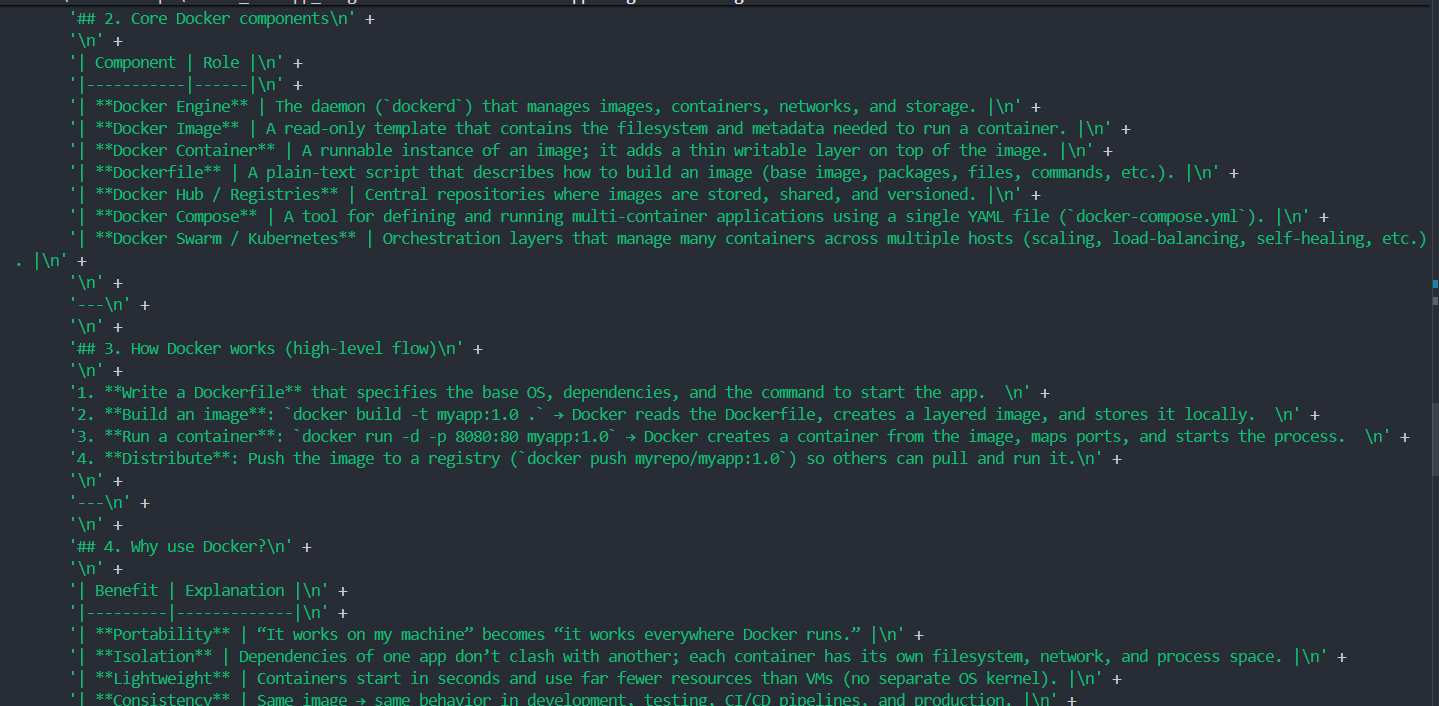 '## 2. Core Docker components\n' +
'\n' +
'| Component | Role |\n' +
'|-----------|------|\n' +
'| **Docker Engine** | The daemon (`dockerd`) that manages images, containers, networks, and storage. |\n' +
'| **Docker Image** | A read-only template that contains the filesystem and metadata needed to run a container. |\n' +
'| **Docker Container** | A runnable instance of an image; it adds a thin writable layer on top of the image. |\n' +
'| **Dockerfile** | A plain-text script that describes how to build an image (base image, packages, files, commands, etc.). |\n' +
'| **Docker Hub / Registries** | Central repositories where images are stored, shared, and versioned. |\n' +
'| **Docker Compose** | A tool for defining and running multi-container applications using a single YAML file (`docker-compose.yml`). |\n' +
'| **Docker Swarm / Kubernetes** | Orchestration layers that manage many containers across multiple hosts (scaling, load-balancing, self-healing, etc.)
. |\n' +
'\n' +
'---\n' +
'\n' +
'## 3. How Docker works (high-level flow)\n' +
'\n' +
'1. **Write a Dockerfile** that specifies the base OS, dependencies, and the command to start the app.  \n' +
'2. **Build an image**: `docker build -t myapp:1.0 .` → Docker reads the Dockerfile, creates a layered image, and stores it locally.  \n' +
'3. **Run a container**: `docker run -d -p 8080:80 myapp:1.0` → Docker creates a container from the image, maps ports, and starts the process.  \n' +
'4. **Distribute**: Push the image to a registry (`docker push myrepo/myapp:1.0`) so others can pull and run it.\n' +
'\n' +
'---\n' +
'\n' +
'## 4. Why use Docker?\n' +
'\n' +
'| Benefit | Explanation |\n' +
'|---------|-------------|\n' +
'| **Portability** | “It works on my machine” becomes “it works everywhere Docker runs.” |\n' +
'| **Isolation** | Dependencies of one app don’t clash with another; each container has its own filesystem, network, and process space. |\n' +
'| **Lightweight** | Containers start in seconds and use far fewer resources than VMs (no separate OS kernel). |\n' +
'| **Consistency** | Same image → same behavior in development, testing, CI/CD pipelines, and production. |\n' +